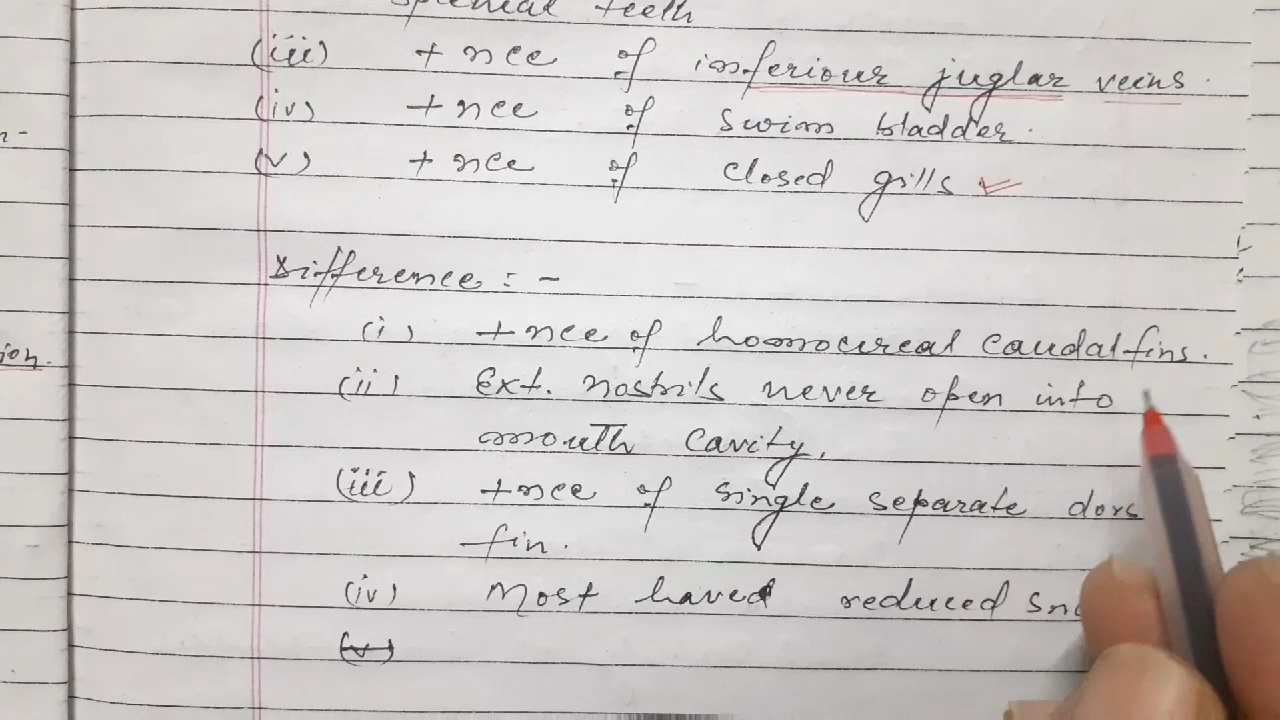 teeth
(iii) +nce of inferiour juglar veins.
(iv) +nce of swim bladder.
(v) +nce of closed gills
Difference : -
(i) +nce of homocureal caudal fins.
(ii) Ext. nostrils never open into
mouth cavity.
(iii) +nce of single separate dors
fin.
(iv) Most haved reduced
(v)